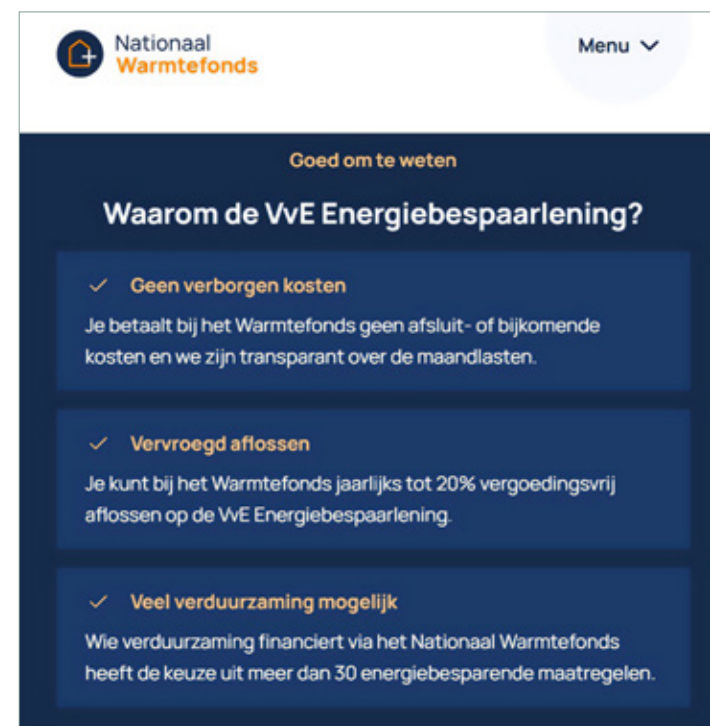 Nationaal
Warmtefonds
Menu
Goed om te weten
Waarom de VvE Energiebespaarlening?
Geen verborgen kosten
Je betaalt bij het Warmtefonds geen afsluit- of bijkomende
kosten en we zijn transparant over de maandlasten.
Vervroegd aflossen
Je kunt bij het Warmtefonds jaarlijks tot 20% vergoedingsvrij
aflossen op de VvE Energiebespaarlening.
Veel verduurzaming mogelijk
Wie verduurzaming financiert via het Nationaal Warmtefonds
heeft de keuze uit meer dan 30 energiebesparende maatregelen.